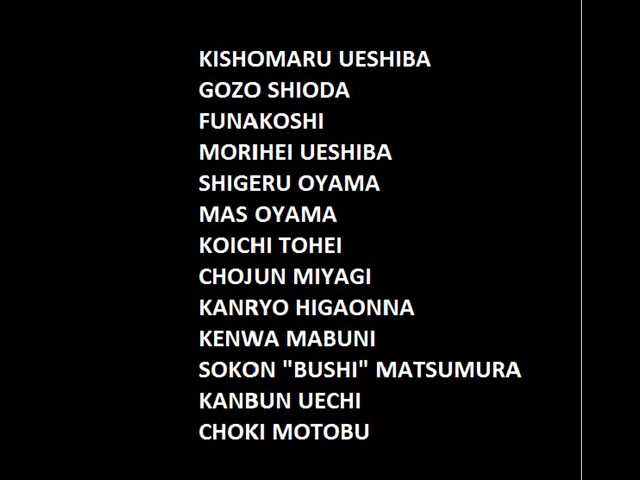 KISHOMARU UESHIBA
GOZO SHIODA
FUNAKOSHI
MORIHEI UESHIBA
SHIGERU OYAMA
MAS OYAMA
KOICHI TOHEI
CHOJUN MIYAGI
KANRYO HIGAONNA
KENWA MABUNI
SOKON "BUSHI" MATSUMURA
KANBUN UECHI
CHOKI MOTOBU